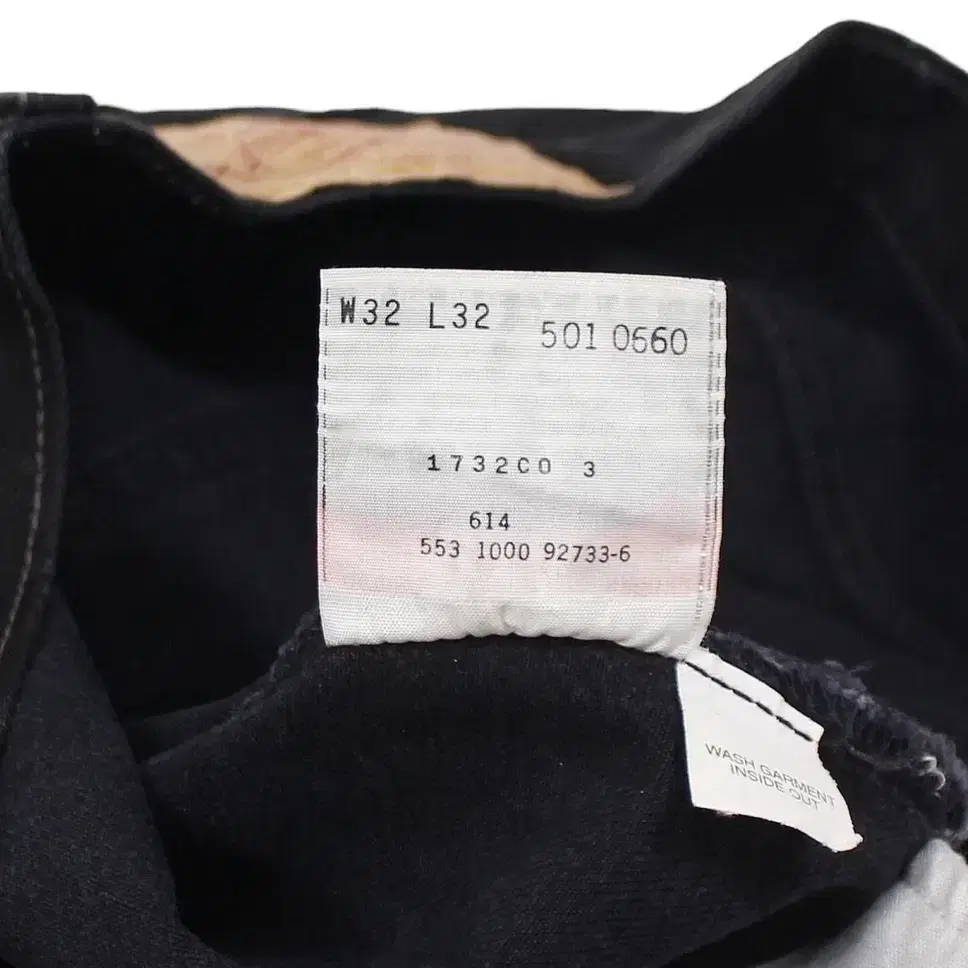 W32 L32 501 0660
1732C0 3
614
553 1000 92733-6
WASH GARMENT
INSIDE OUT